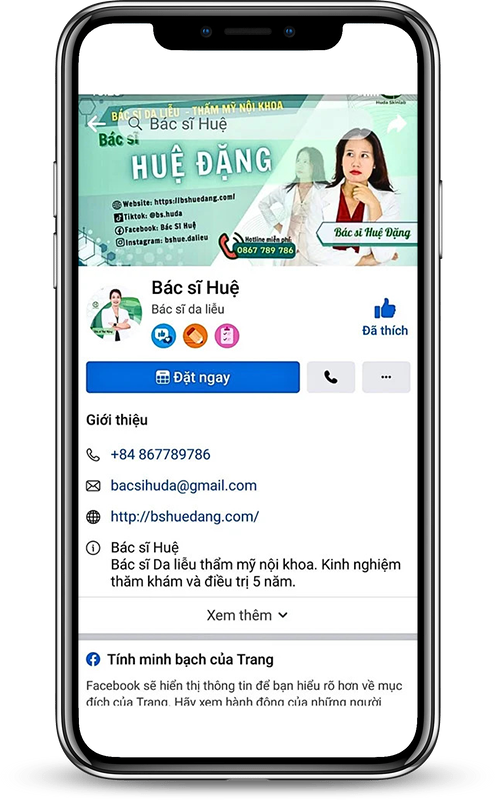 Huda Skinlab
BÁC SĨ DA LIỄU - THẨM MỸ NỘI KHOA
Bác sĩ Huệ
Bác sĩ
HUỆ ĐẶNG
Website: https://bshuedang.com/
Tiktok: @bs.huda
Facebook: Bác SĨ Huệ
Instagram: bshue.dalieu
Hotline miễn phí:
0867 789 786
Bác sĩ Huệ Đặng
Bác sĩ Huệ
Bác sĩ da liễu
Đã thích
Đặt ngay
Giới thiệu
+84 867789786
bacsihuda@gmail.com
http://bshuedang.com/
Bác sĩ Huệ
Bác sĩ Da liễu thẩm mỹ nội khoa. Kinh nghiệm
thăm khám và điều trị 5 năm.
Xem thêm
Tính minh bạch của Trang
Facebook sẽ hiển thị thông tin để bạn hiểu rõ hơn về mục
đích của Trang. Hãy xem hành động của những người